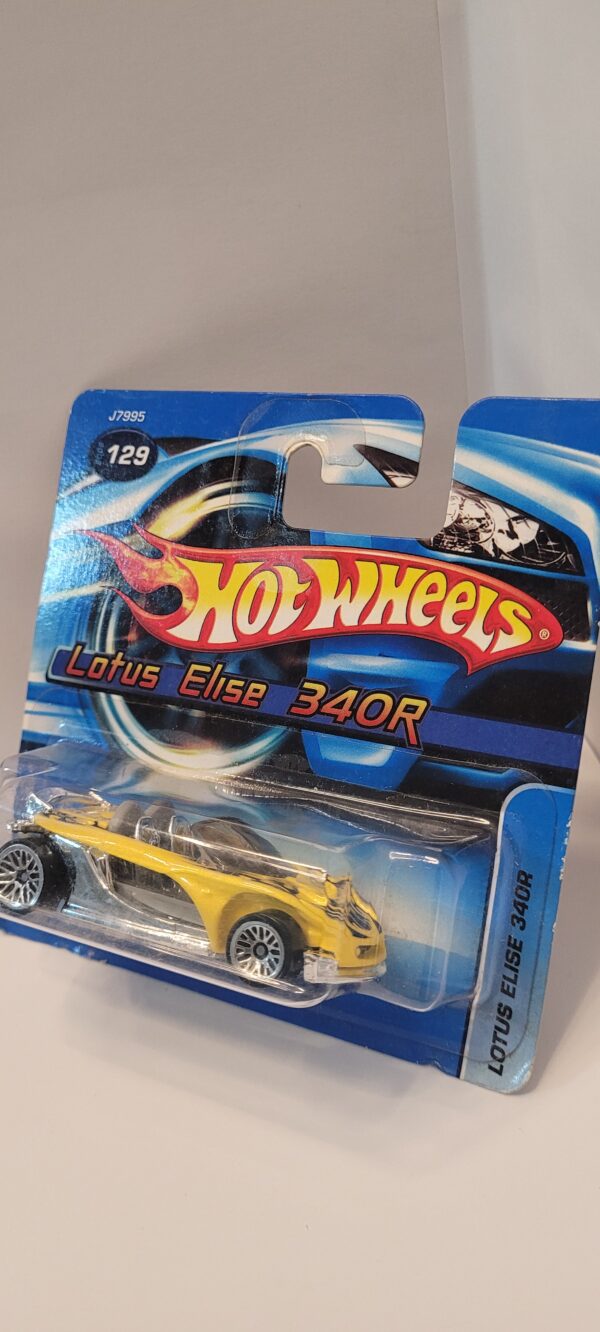 J7995
129
HOT WHEELS®
Lotus Elise 340R
LOTUS ELISE 340R